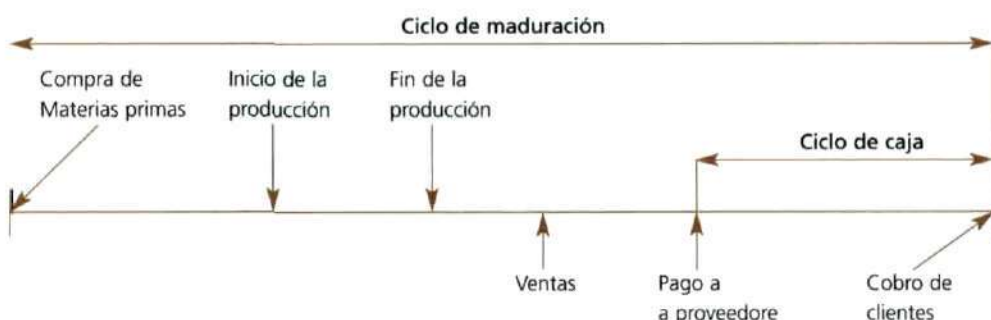 Ciclo de maduración
Compra de
Materias primas
Inicio de la
producción
Fin de la
producción
Ciclo de caja
Ventas
Pago a
a proveedore
Cobro de
clientes